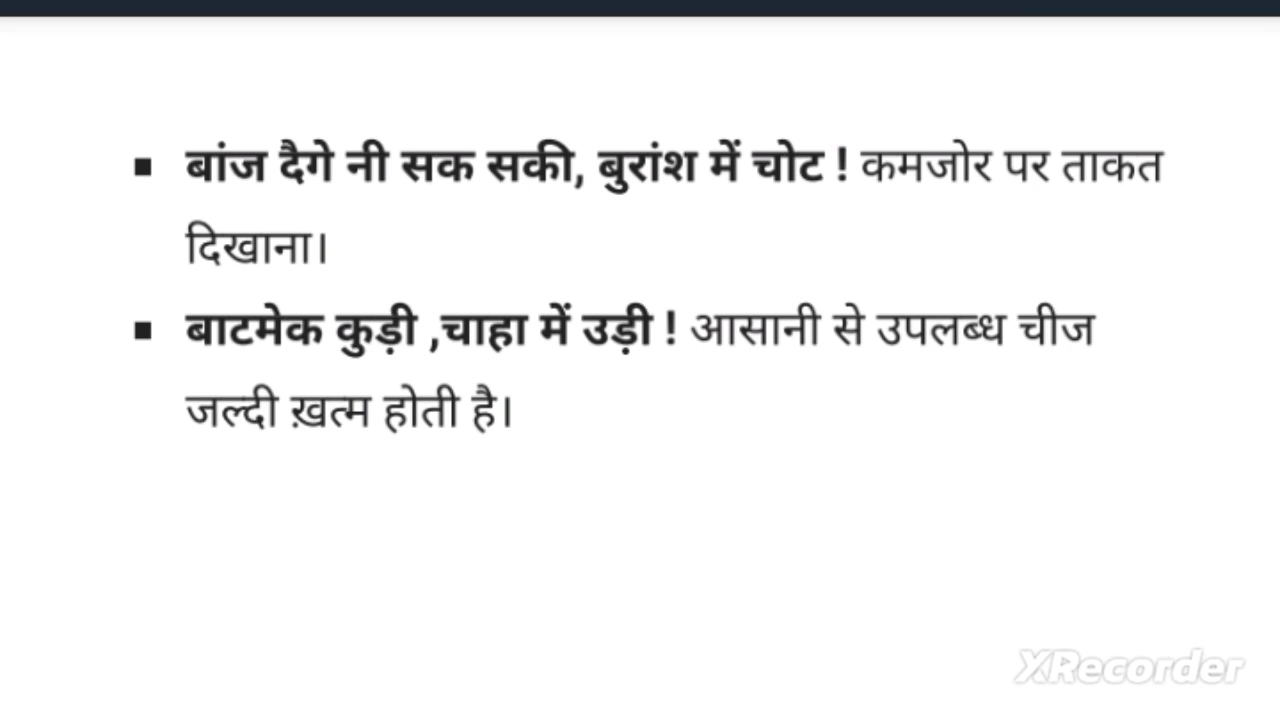 ▪ बांज दैगे नी सक सकी, बुरांश में चोट ! कमजोर पर ताकत
दिखाना।
▪ बाटमेक कुड़ी ,चाहा में उड़ी ! आसानी से उपलब्ध चीज
जल्दी ख़त्म होती है।
XRecorder